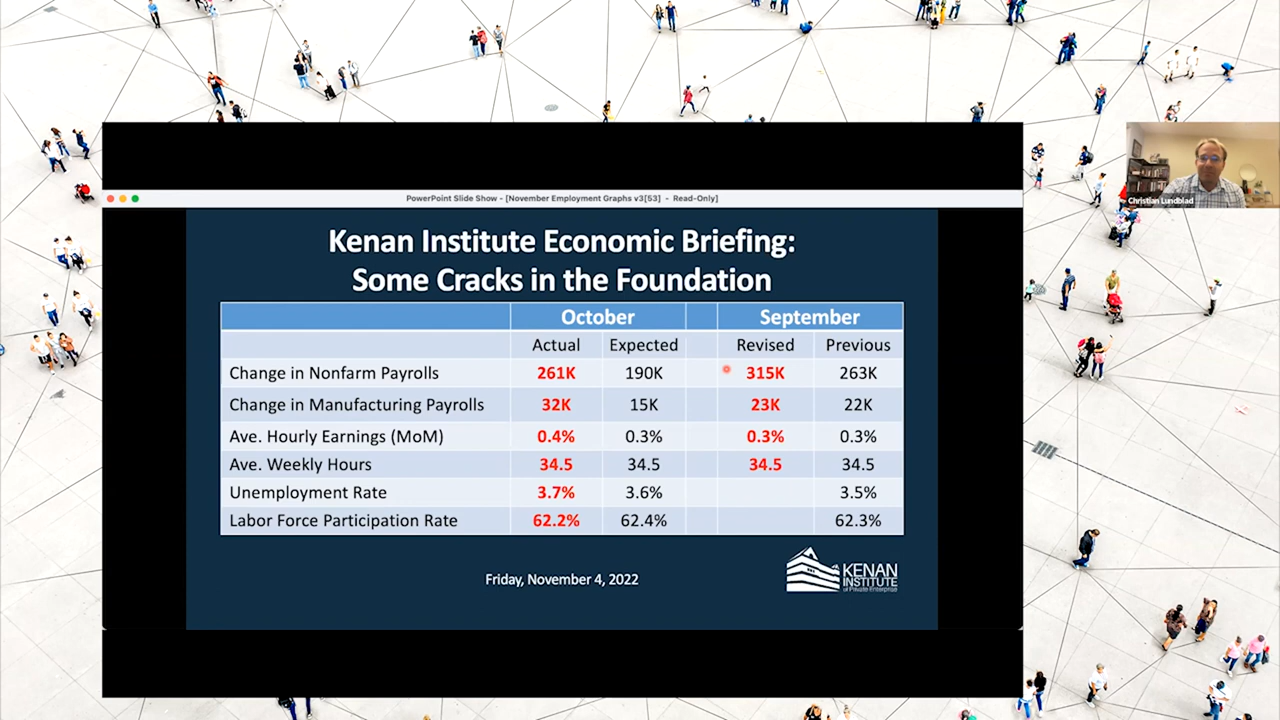 PowerPoint Slide Show - [November Employment Graphs v3[53] - Read-Only]
Christian Lundblad
Kenan Institute Economic Briefing:
Some Cracks in the Foundation
October September
Actual Expected Revised Previous
Change in Nonfarm Payrolls 261K 190K 315K 263K
Change in Manufacturing Payrolls 32K 15K 23K 22K
Ave. Hourly Earnings (MoM) 0.4% 0.3% 0.3% 0.3%
Ave. Weekly Hours 34.5 34.5 34.5 34.5
Unemployment Rate 3.7% 3.6% 3.5%
Labor Force Participation Rate 62.2% 62.4% 62.3%
Friday, November 4, 2022
KENAN
INSTITUTE
of Private Enterprise